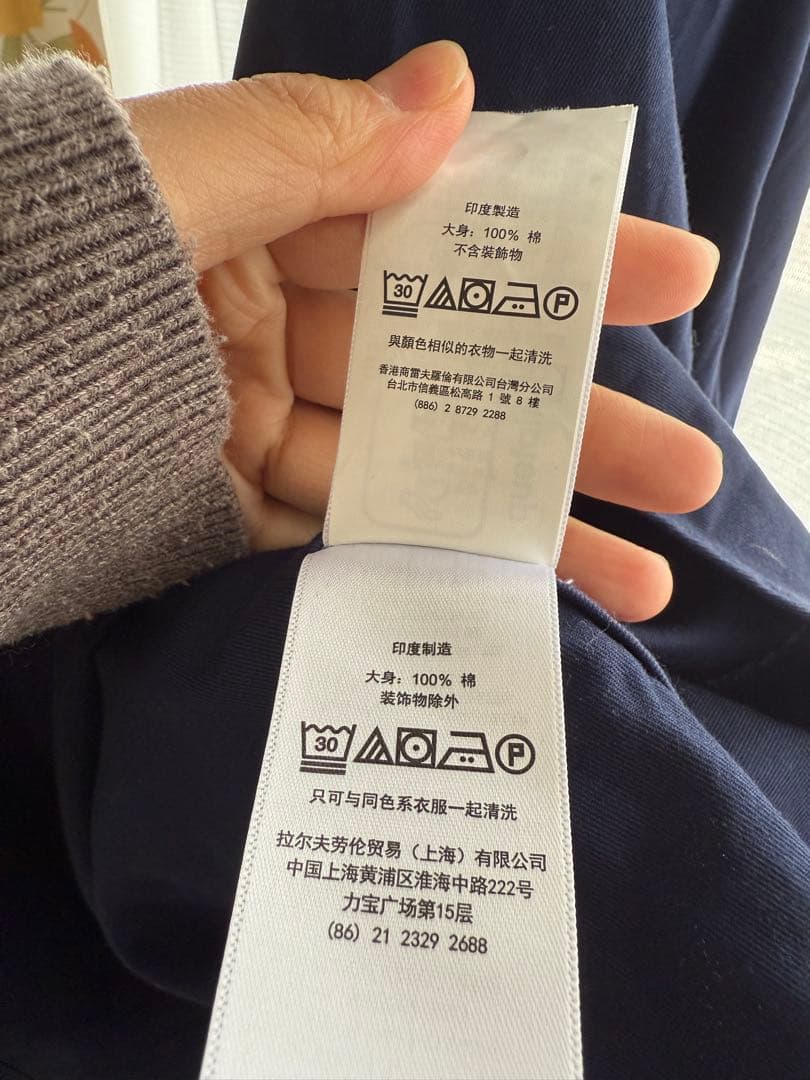 印度製造
大身: 100% 棉
不含裝飾物
30 P
與顏色相似的衣物一起清洗
香港商雷夫羅倫有限公司台灣分公司
台北市信義區松高路 1 號 8 樓
(886) 2 8729 2288
印度制造
大身: 100% 棉
装饰物除外
30 P
只可与同色系衣服一起清洗
拉尔夫劳伦贸易（上海）有限公司
中国上海黄浦区淮海中路222号
力宝广场第15层
(86) 21 2329 2688